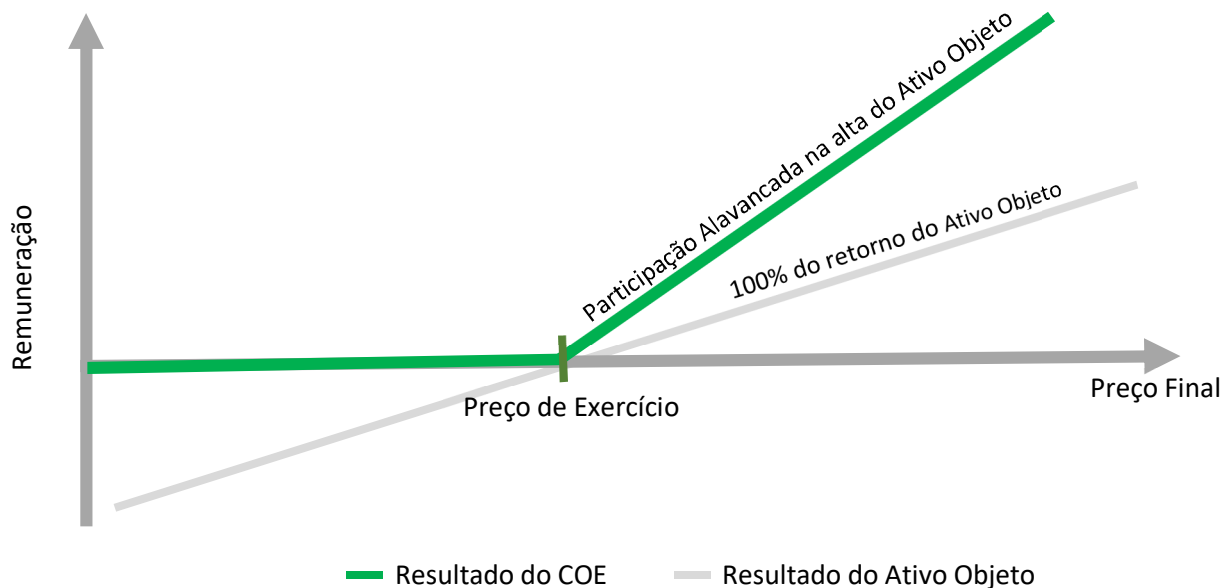 Participação Alavancada na alta do Ativo Objeto
100% do retorno do Ativo Objeto
Remuneração
Preço de Exercício
Preço Final
Resultado do COE
Resultado do Ativo Objeto